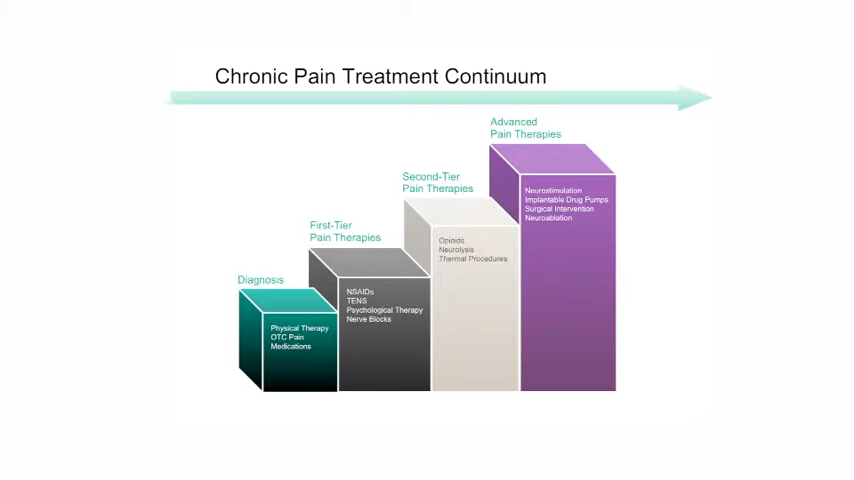 Chronic Pain Treatment Continuum
Advanced
Pain Therapies
Neurostimulation
Implantable Drug Pumps
Surgical Intervention
Neuroablation
Second-Tier
Pain Therapies
Opioids
Neurolysis
Thermal Procedures
First-Tier
Pain Therapies
NSAIDs
TENS
Psychological Therapy
Nerve Blocks
Diagnosis
Physical Therapy
OTC Pain
Medications